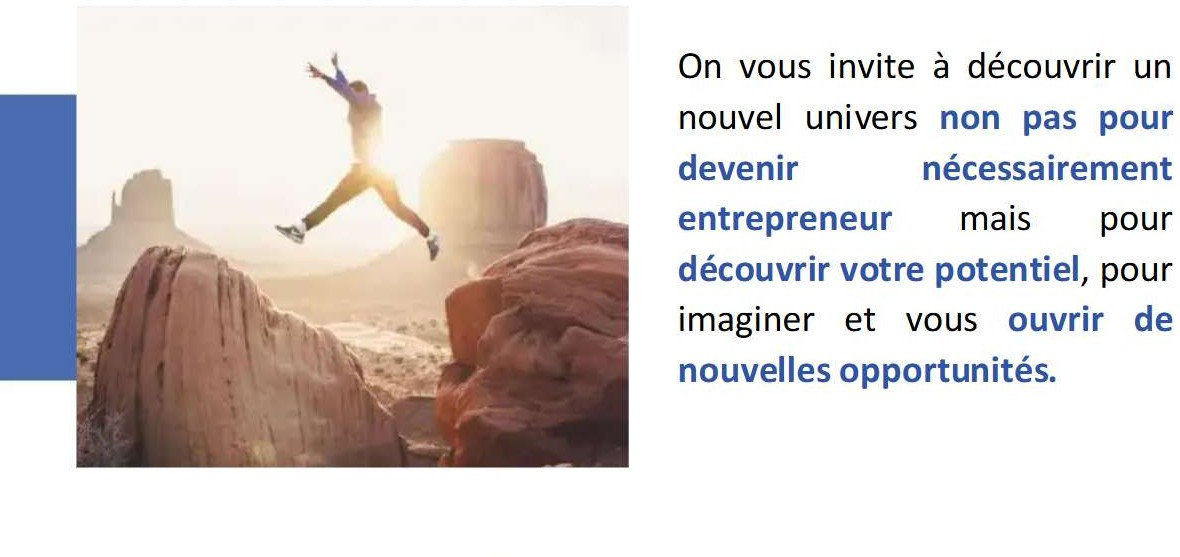 On vous invite à découvrir un
nouvel univers non pas pour
devenir nécessairement
entrepreneur mais pour
découvrir votre potentiel, pour
imaginer et vous ouvrir de
nouvelles opportunités.